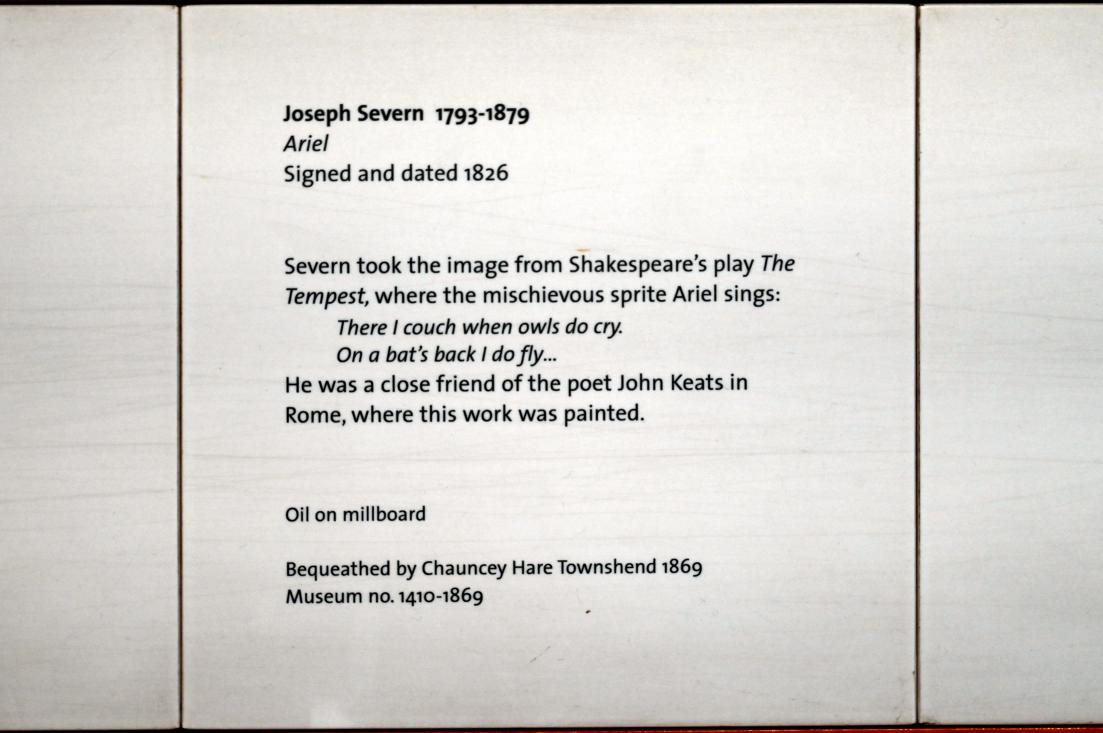 Joseph Severn 1793-1879
Ariel
Signed and dated 1826
Severn took the image from Shakespeare's play The
Tempest, where the mischievous sprite Ariel sings:
There I couch when owls do cry.
On a bat's back I do fly...
He was a close friend of the poet John Keats in
Rome, where this work was painted.
Oil on millboard
Bequeathed by Chauncey Hare Townshend 1869
Museum no. 1410-1869